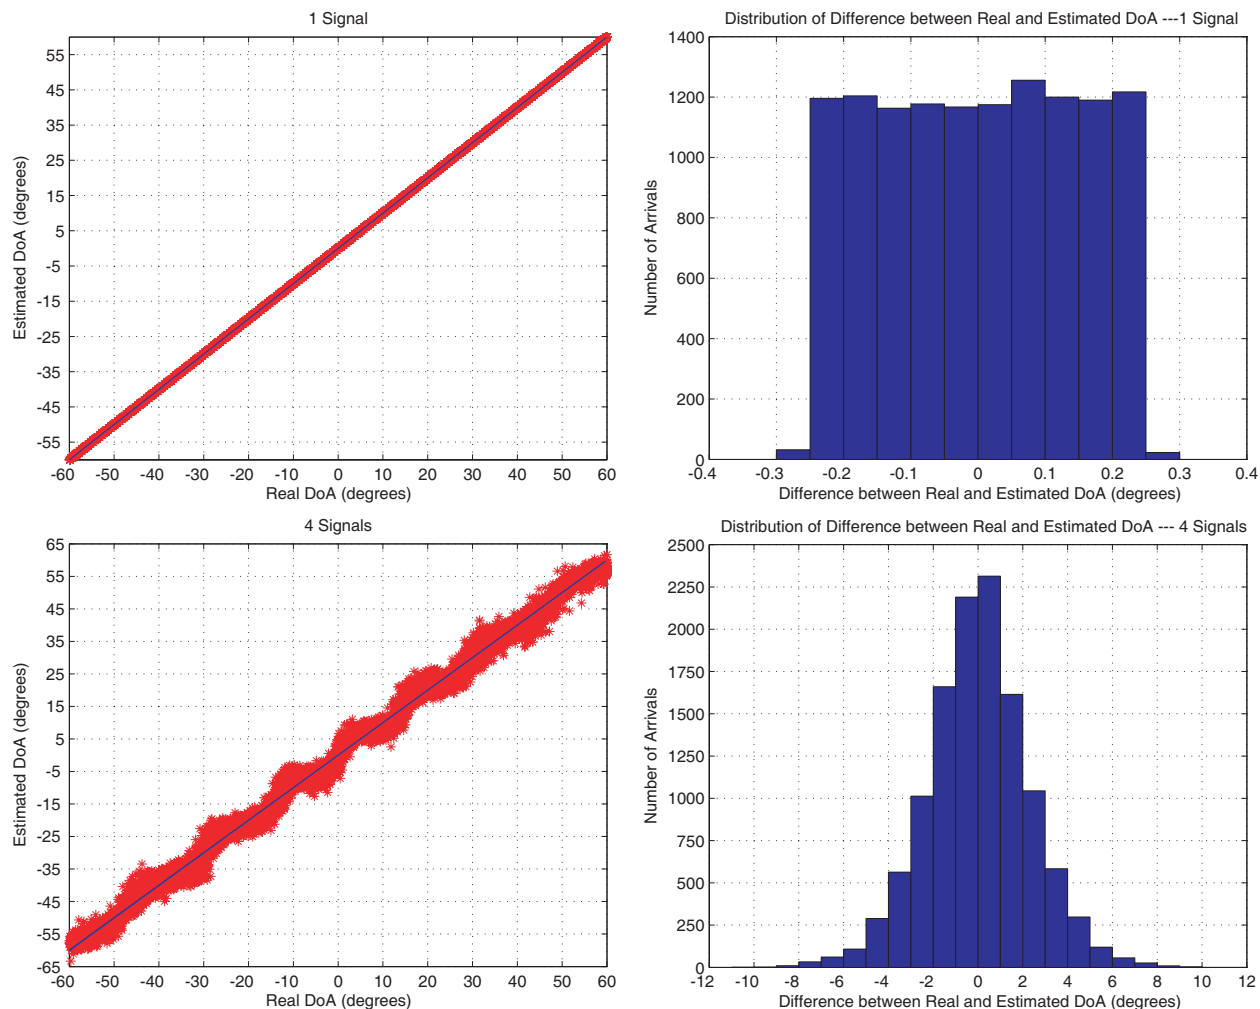 1 Signal
55
45
35
25
15
5
-5
-15
-25
-35
-45
-55
Estimated DoA (degrees)
-60 -50 -40 -30 -20 -10 0 10 20 30 40 50 60
Real DoA (degrees)
Distribution of Difference between Real and Estimated DoA ---1 Signal
1400
1200
1000
800
600
400
200
0
Number of Arrivals
-0.4 -0.3 -0.2 -0.1 0 0.1 0.2 0.3 0.4
Difference between Real and Estimated DoA (degrees)
4 Signals
65
55
45
35
25
15
5
-5
-15
-25
-35
-45
-55
-65
Estimated DoA (degrees)
-60 -50 -40 -30 -20 -10 0 10 20 30 40 50 60
Real DoA (degrees)
Distribution of Difference between Real and Estimated DoA --- 4 Signals
2500
2250
2000
1750
1500
1250
1000
750
500
250
0
Number of Arrivals
-12 -10 -8 -6 -4 -2 0 2 4 6 8 10 12
Difference between Real and Estimated DoA (degrees)